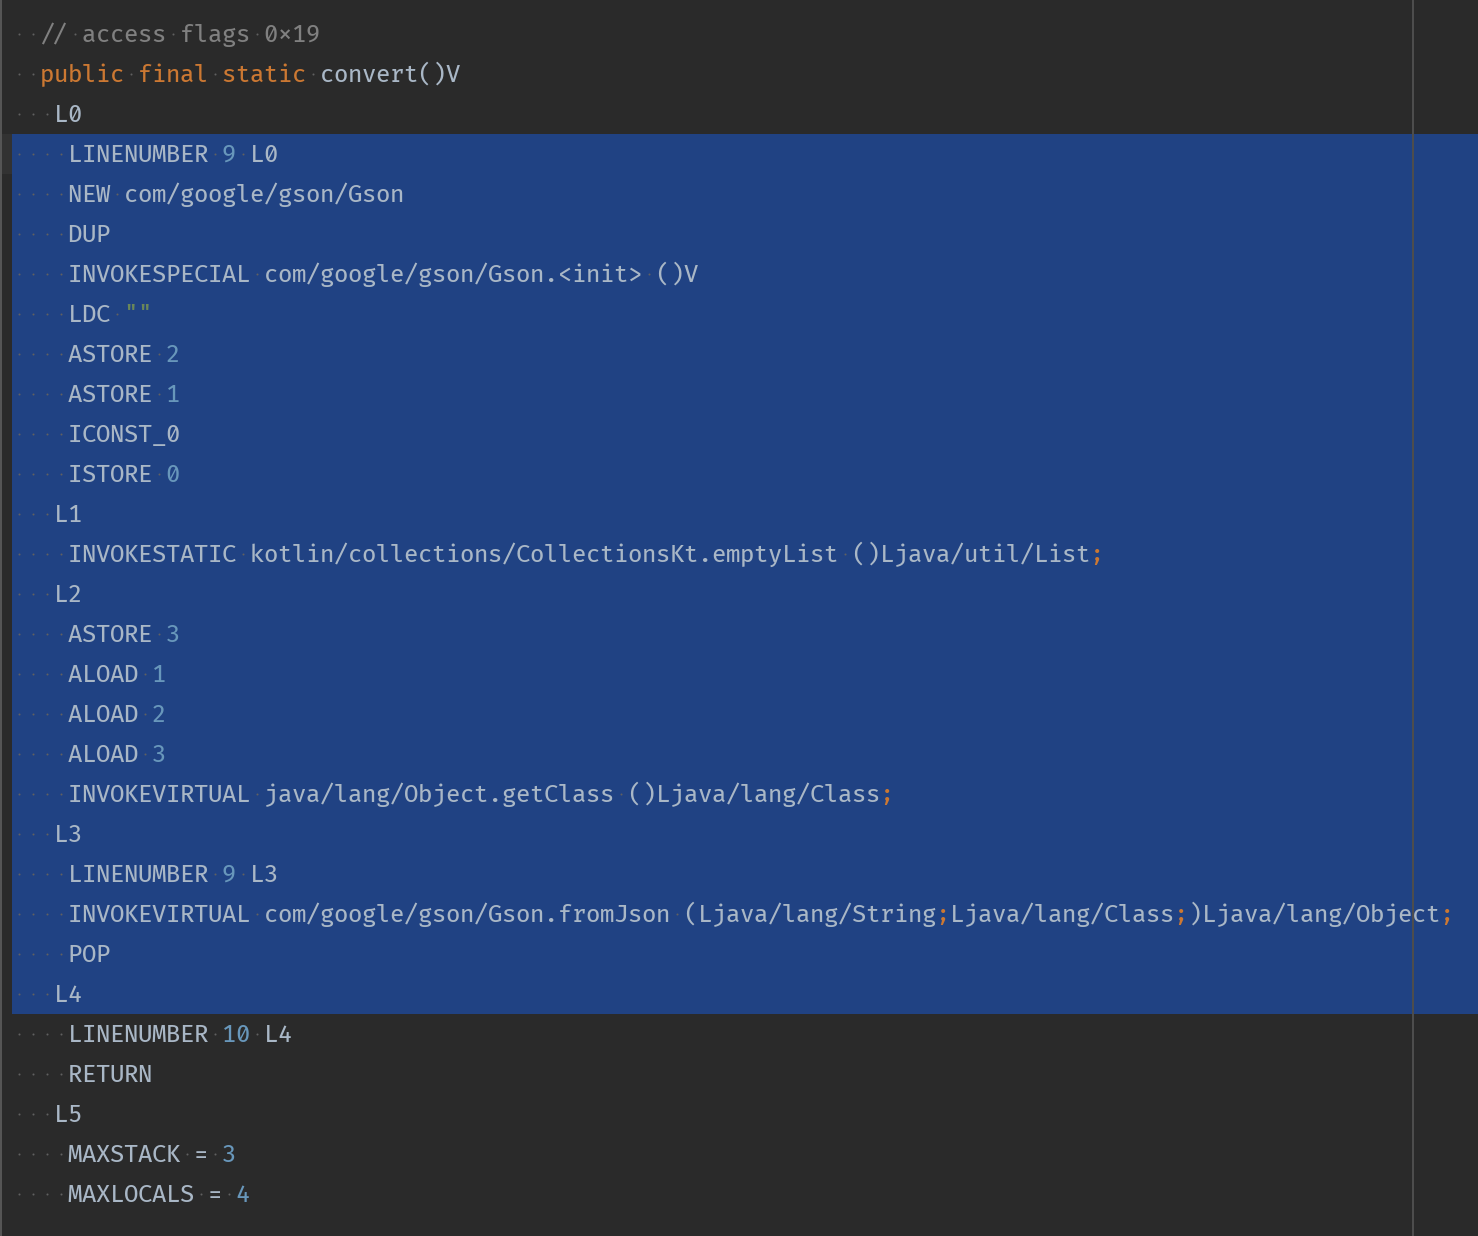 // access flags 0×19
public final static convert()V
L0
LINENUMBER 9 L0
NEW com/google/gson/Gson
DUP
INVOKESPECIAL com/google/gson/Gson.<init> ()V
LDC ""
ASTORE 2
ASTORE 1
ICONST_0
ISTORE 0
L1
INVOKESTATIC kotlin/collections/CollectionsKt.emptyList ()Ljava/util/List;
L2
ASTORE 3
ALOAD 1
ALOAD 2
ALOAD 3
INVOKEVIRTUAL java/lang/Object.getClass ()Ljava/lang/Class;
L3
LINENUMBER 9 L3
INVOKEVIRTUAL com/google/gson/Gson.fromJson (Ljava/lang/String;Ljava/lang/Class;)Ljava/lang/Object;
POP
L4
LINENUMBER 10 L4
RETURN
L5
MAXSTACK = 3
MAXLOCALS = 4